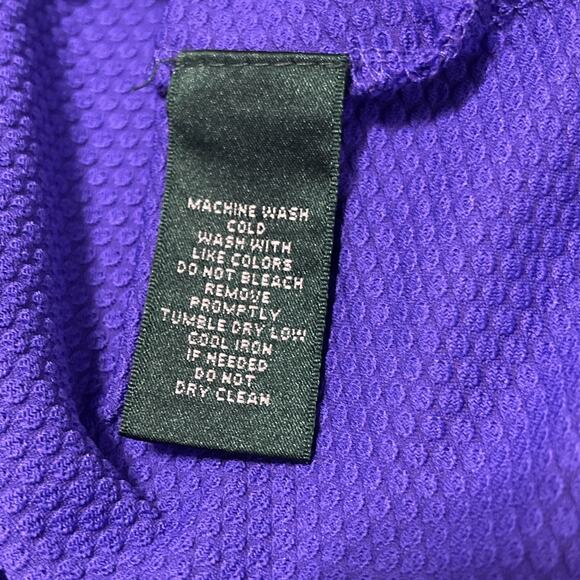 MACHINE WASH
COLD
WASH WITH
LIKE COLORS
DO NOT BLEACH
REMOVE
PROMPTLY
TUMBLE DRY LOW
COOL IRON
IF NEEDED
DO NOT
DRY CLEAN